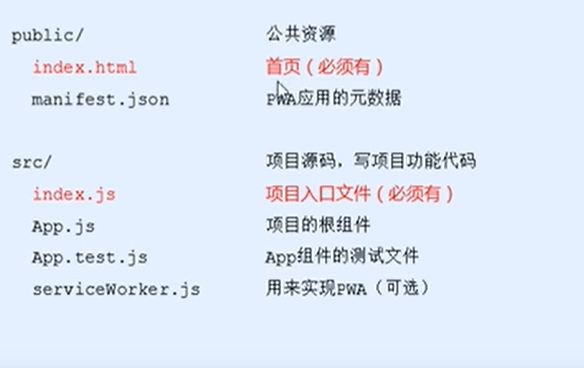 public/ 公共资源
index.html 首页（必须有）
manifest.json PWA应用的元数据
src/ 项目源码，写项目功能代码
index.js 项目入口文件（必须有）
App.js 项目的根组件
App.test.js App组件的测试文件
serviceWorker.js 用来实现PWA（可选）